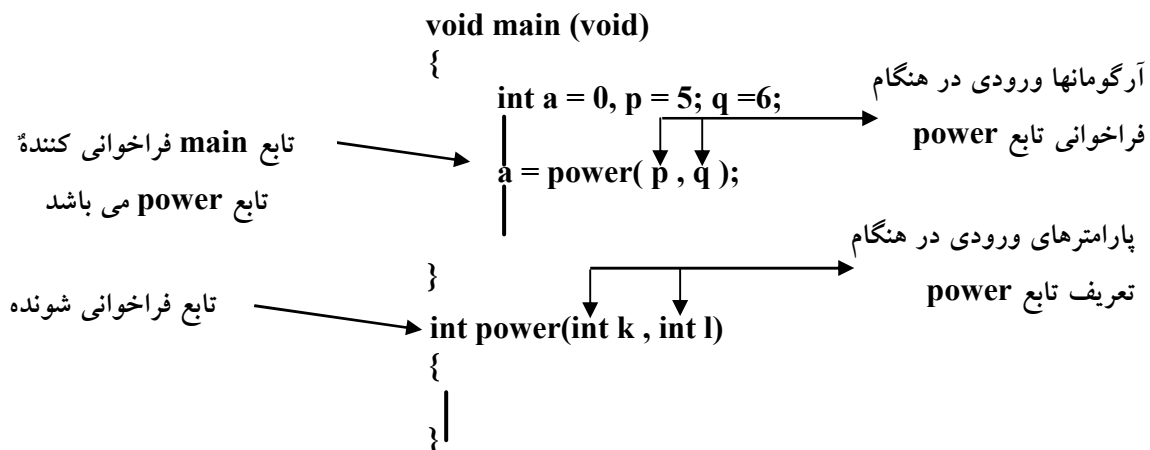 void main (void)
{
int a = 0, p = 5; q =6;
آرگومانها ورودی در هنگام
فراخوانی تابع power
تابع main فراخوانی کنندهٌ
تابع power می باشد
a = power( p , q );
پارامترهای ورودی در هنگام
تعریف تابع power
}
تابع فراخوانی شونده
int power(int k , int l)
{
}